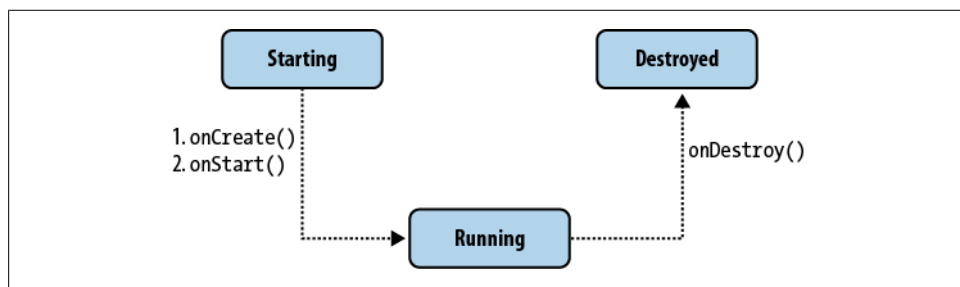 Starting
Destroyed
1. onCreate()
2. onStart()
onDestroy()
Running